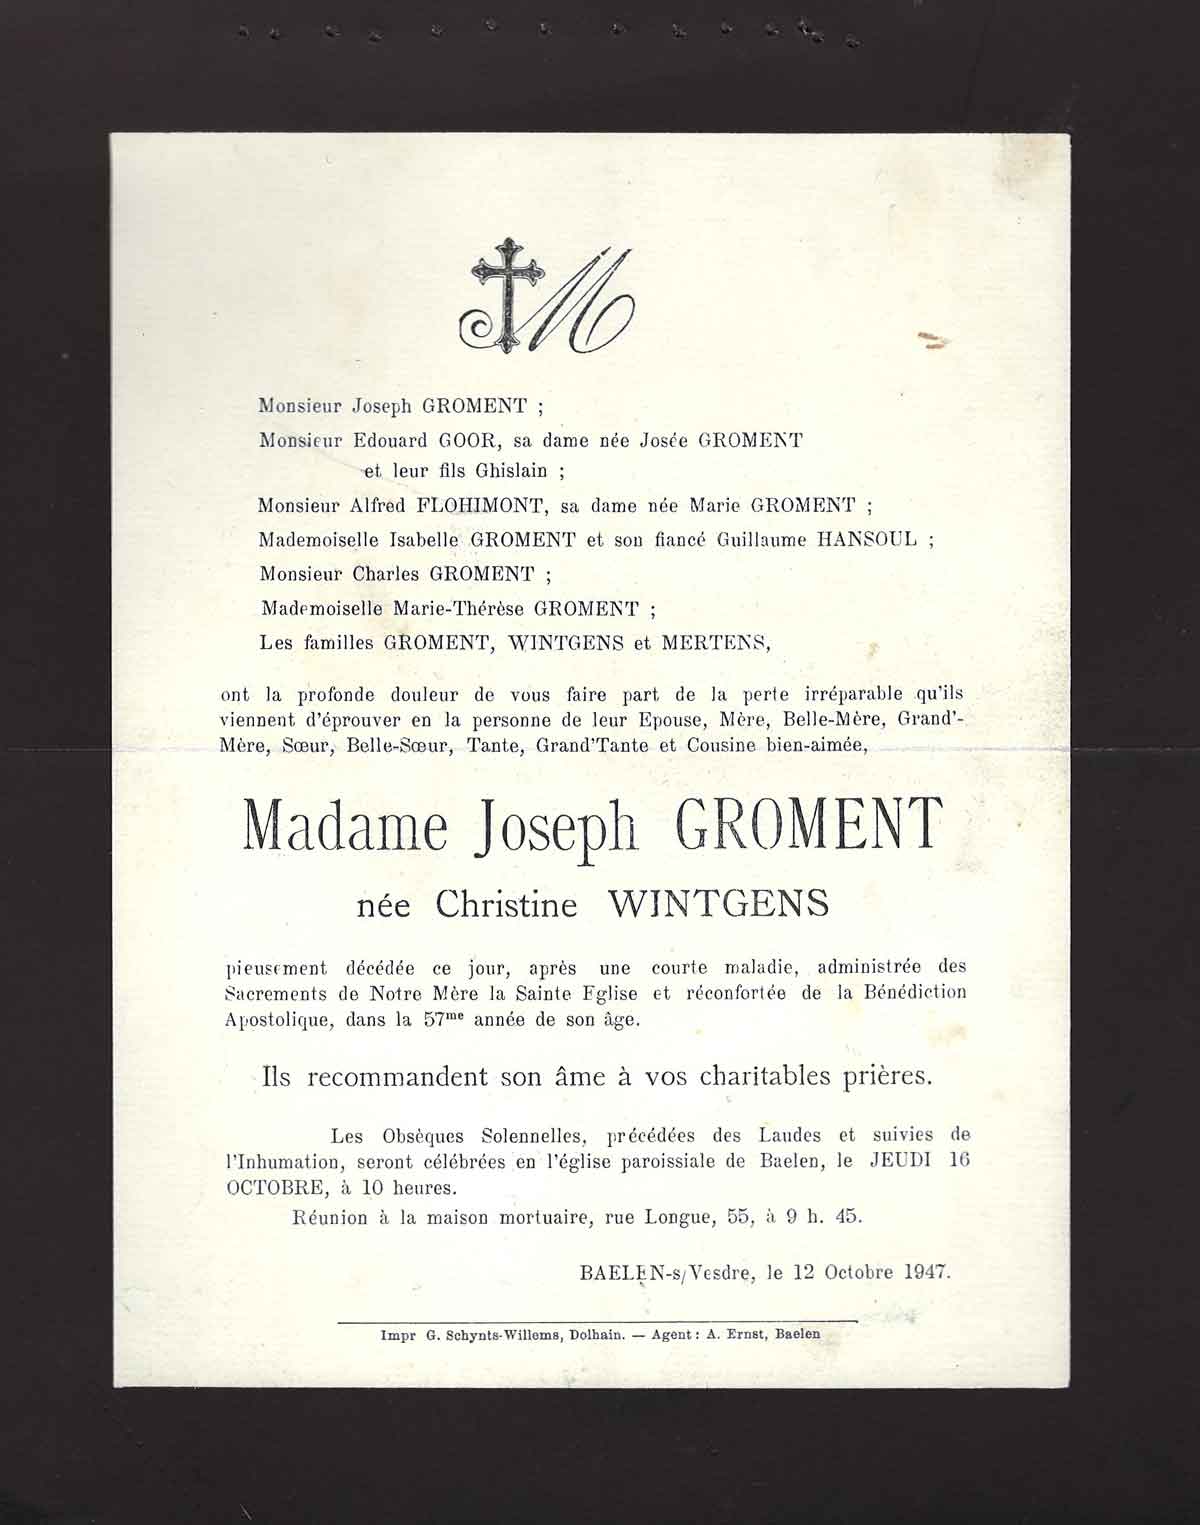 M
Monsieur Joseph GROMENT ;
Monsieur Edouard GOOR, sa dame née Josée GROMENT
et leur fils Ghislain ;
Monsieur Alfred FLOHIMONT, sa dame née Marie GROMENT ;
Mademoiselle Isabelle GROMENT et son fiancé Guillaume HANSOUL ;
Monsieur Charles GROMENT ;
Mademoiselle Marie-Thérèse GROMENT ;
Les familles GROMENT, WINTGENS et MERTENS,
ont la profonde douleur de vous faire part de la perte irréparable qu'ils
viennent d'éprouver en la personne de leur Epouse, Mère, Belle-Mère, Grand'-
Mère, Sœur, Belle-Sœur, Tante, Grand'Tante et Cousine bien-aimée,
Madame Joseph GROMENT
née Christine WINTGENS
pieusement décédée ce jour, après une courte maladie, administrée des
Sacrements de Notre Mère la Sainte Eglise et réconfortée de la Bénédiction
Apostolique, dans la 57me année de son âge.
Ils recommandent son âme à vos charitables prières.
Les Obsèques Solennelles, précédées des Laudes et suivies de
l'Inhumation, seront célébrées en l'église paroissiale de Baelen, le JEUDI 16
OCTOBRE, à 10 heures.
Réunion à la maison mortuaire, rue Longue, 55, à 9 h. 45.
BAELEN-s/Vesdre, le 12 Octobre 1947.
Impr G. Schynts-Willems, Dolhain. — Agent : A. Ernst, Baelen